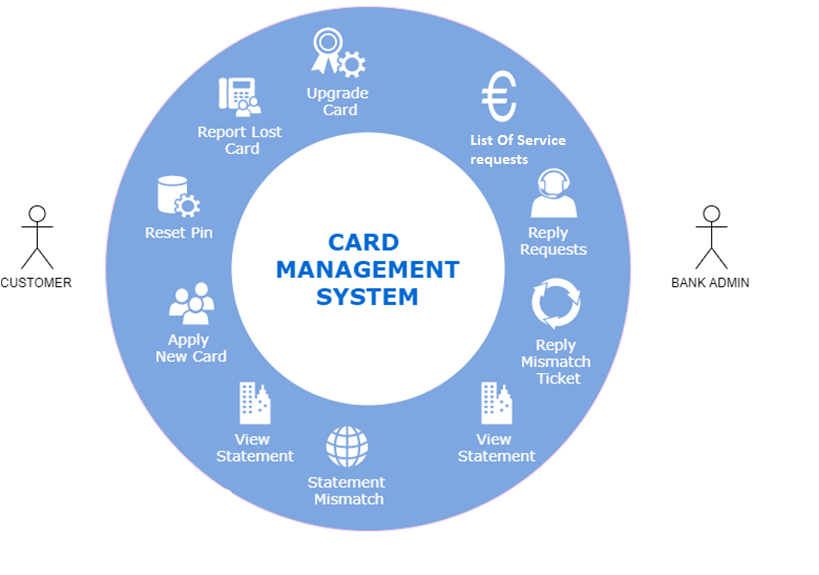 Upgrade
Card
Report Lost
Card
List Of Service
requests
Reset Pin
Reply
Requests
CUSTOMER
CARD
MANAGEMENT
SYSTEM
BANK ADMIN
Apply
New Card
Reply
Mismatch
Ticket
View
Statement
View
Statement
Statement
Mismatch